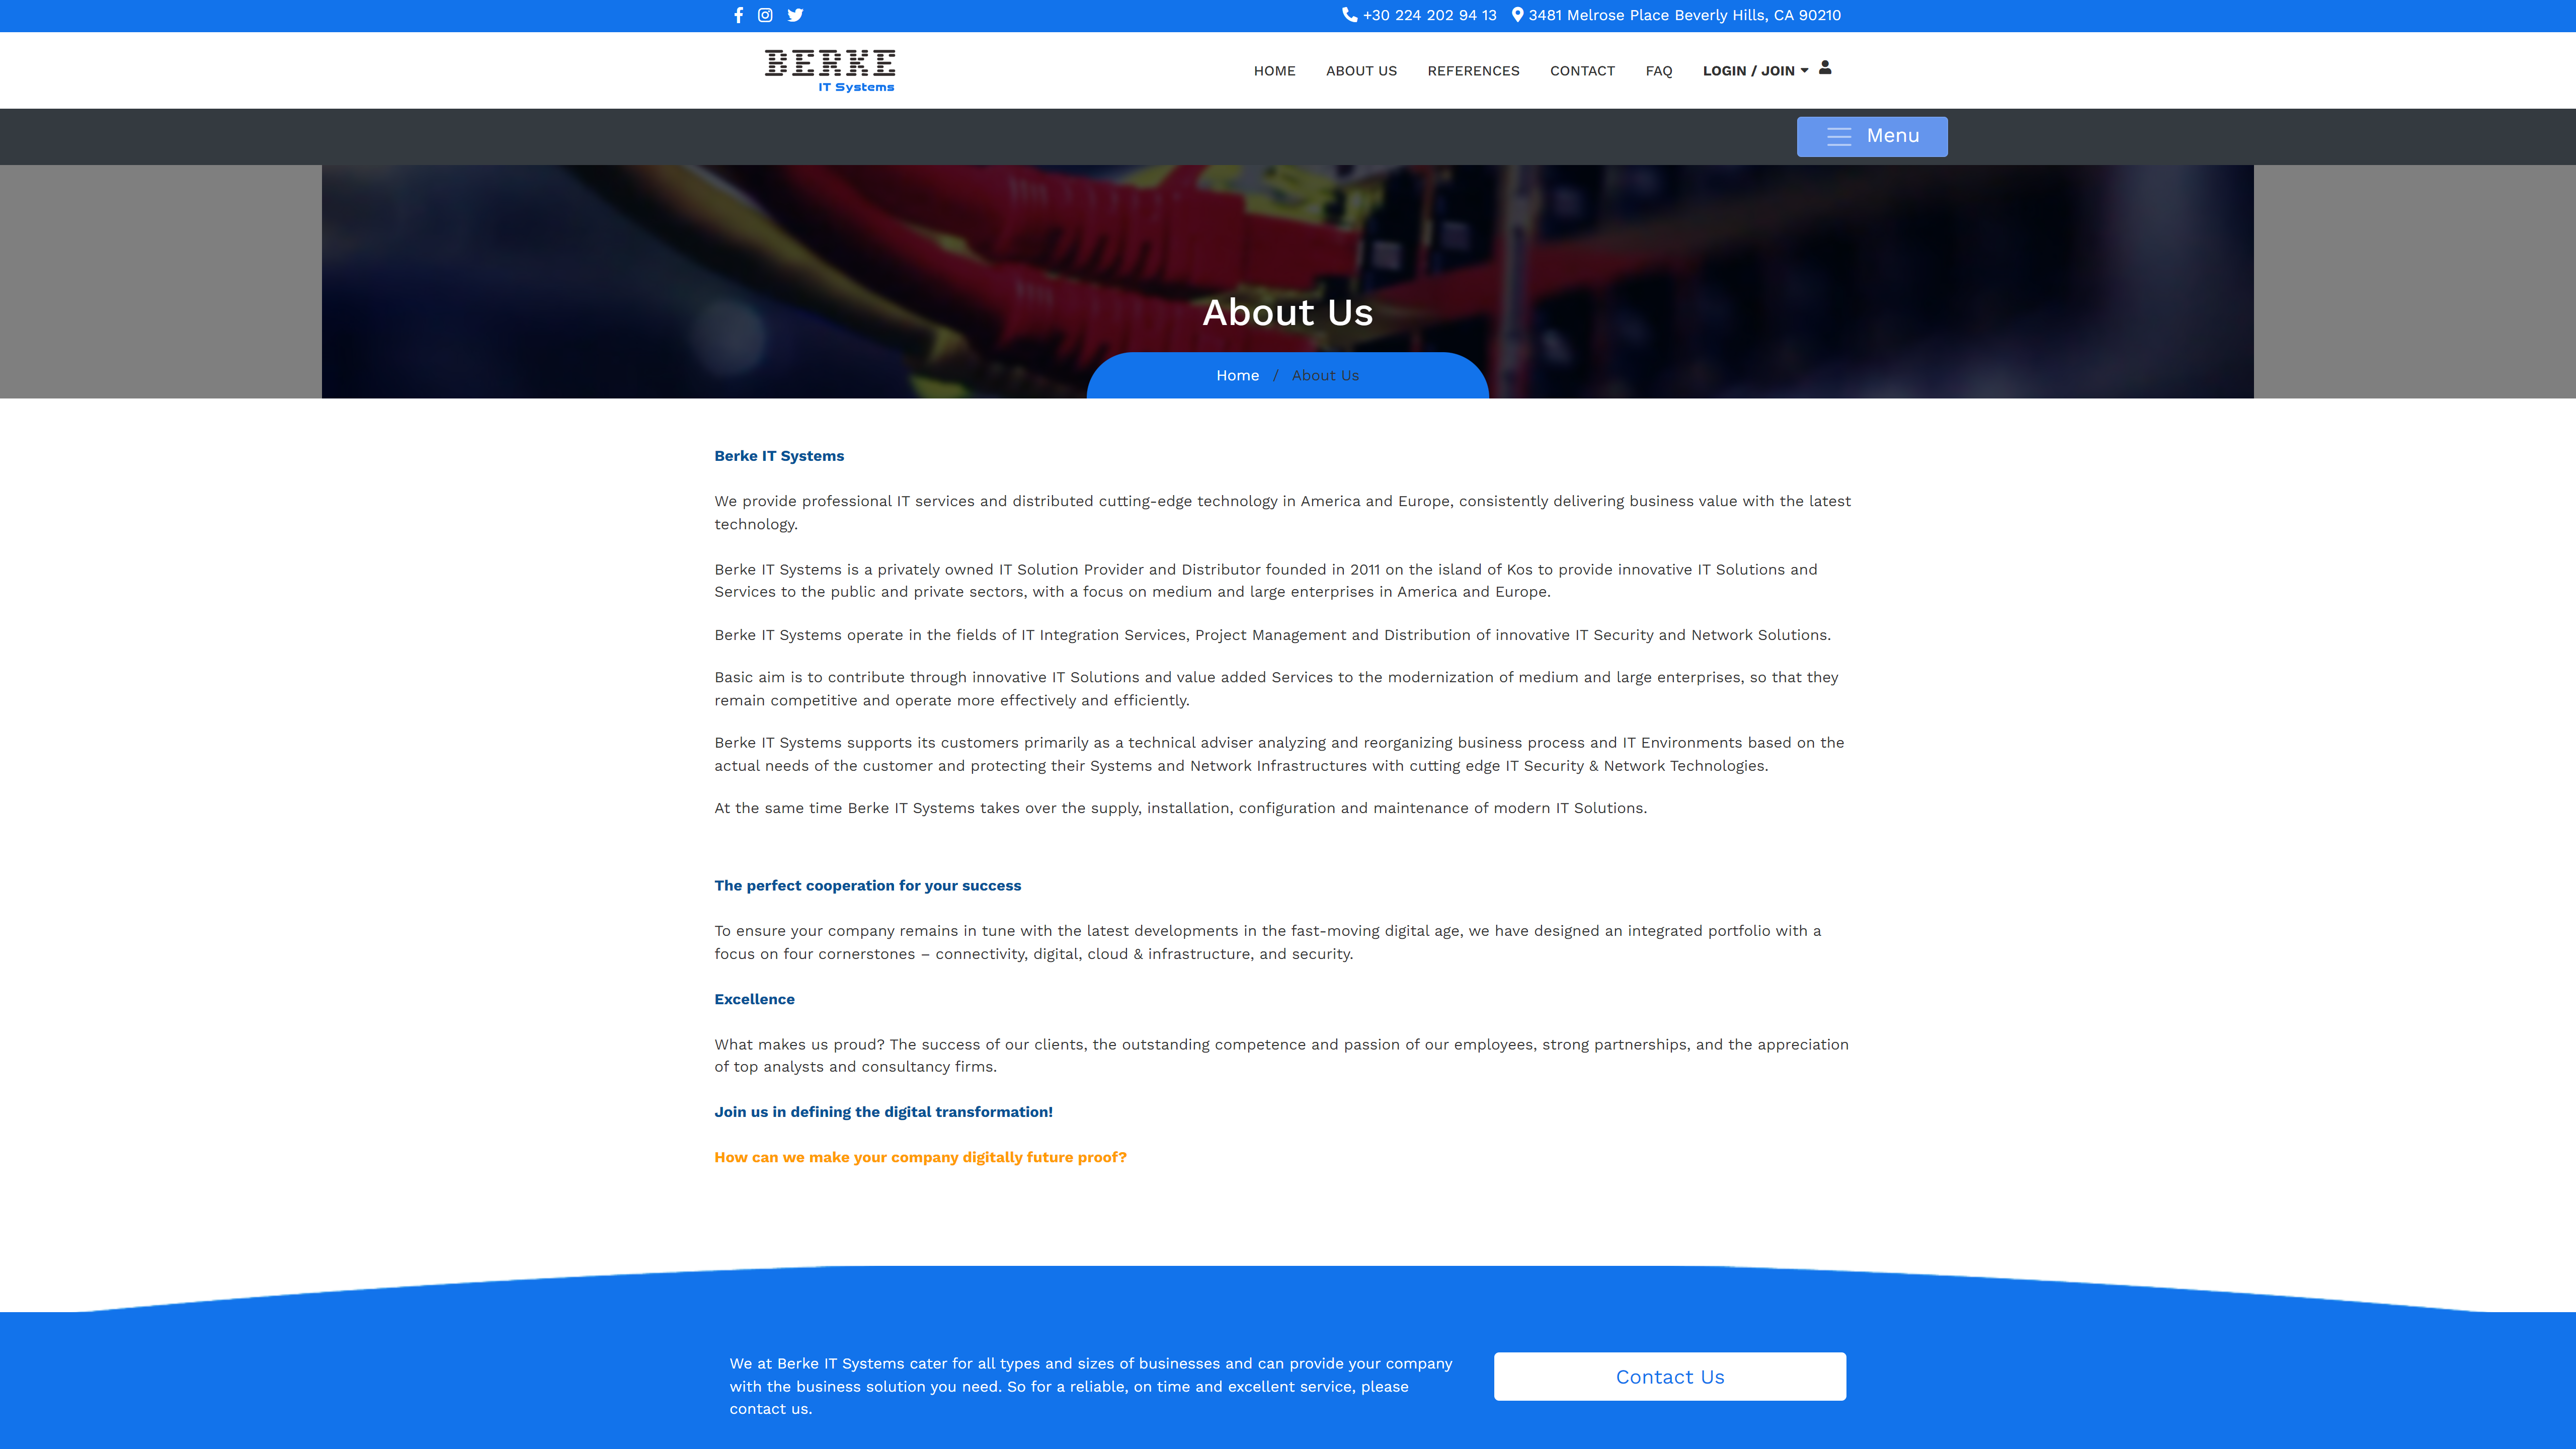 +30 224 202 94 13 3481 Melrose Place Beverly Hills, CA 90210
BERKE
IT Systems
HOME ABOUT US REFERENCES CONTACT FAQ LOGIN / JOIN
Menu
About Us
Home / About Us
Berke IT Systems
We provide professional IT services and distributed cutting-edge technology in America and Europe, consistently delivering business value with the latest
technology.
Berke IT Systems is a privately owned IT Solution Provider and Distributor founded in 2011 on the island of Kos to provide innovative IT Solutions and
Services to the public and private sectors, with a focus on medium and large enterprises in America and Europe.
Berke IT Systems operate in the fields of IT Integration Services, Project Management and Distribution of innovative IT Security and Network Solutions.
Basic aim is to contribute through innovative IT Solutions and value added Services to the modernization of medium and large enterprises, so that they
remain competitive and operate more effectively and efficiently.
Berke IT Systems supports its customers primarily as a technical adviser analyzing and reorganizing business process and IT Environments based on the
actual needs of the customer and protecting their Systems and Network Infrastructures with cutting edge IT Security & Network Technologies.
At the same time Berke IT Systems takes over the supply, installation, configuration and maintenance of modern IT Solutions.
The perfect cooperation for your success
To ensure your company remains in tune with the latest developments in the fast-moving digital age, we have designed an integrated portfolio with a
focus on four cornerstones – connectivity, digital, cloud & infrastructure, and security.
Excellence
What makes us proud? The success of our clients, the outstanding competence and passion of our employees, strong partnerships, and the appreciation
of top analysts and consultancy firms.
Join us in defining the digital transformation!
How can we make your company digitally future proof?
We at Berke IT Systems cater for all types and sizes of businesses and can provide your company
with the business solution you need. So for a reliable, on time and excellent service, please
contact us.
Contact Us